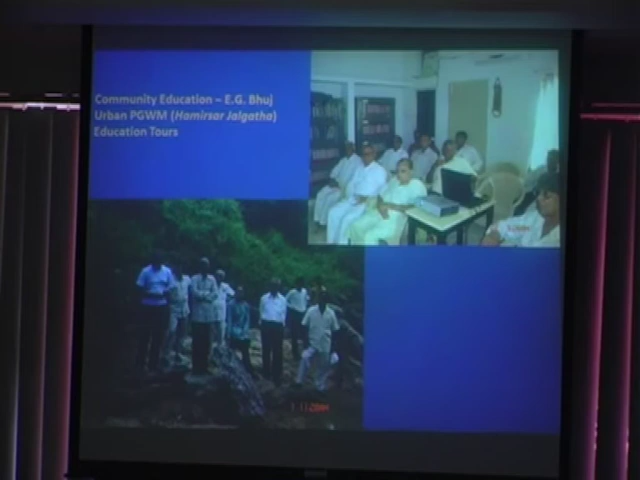 Community Education – E.G. Bhuj
Urban PGWM (Hamirsar Jalgatha)
Education Tours